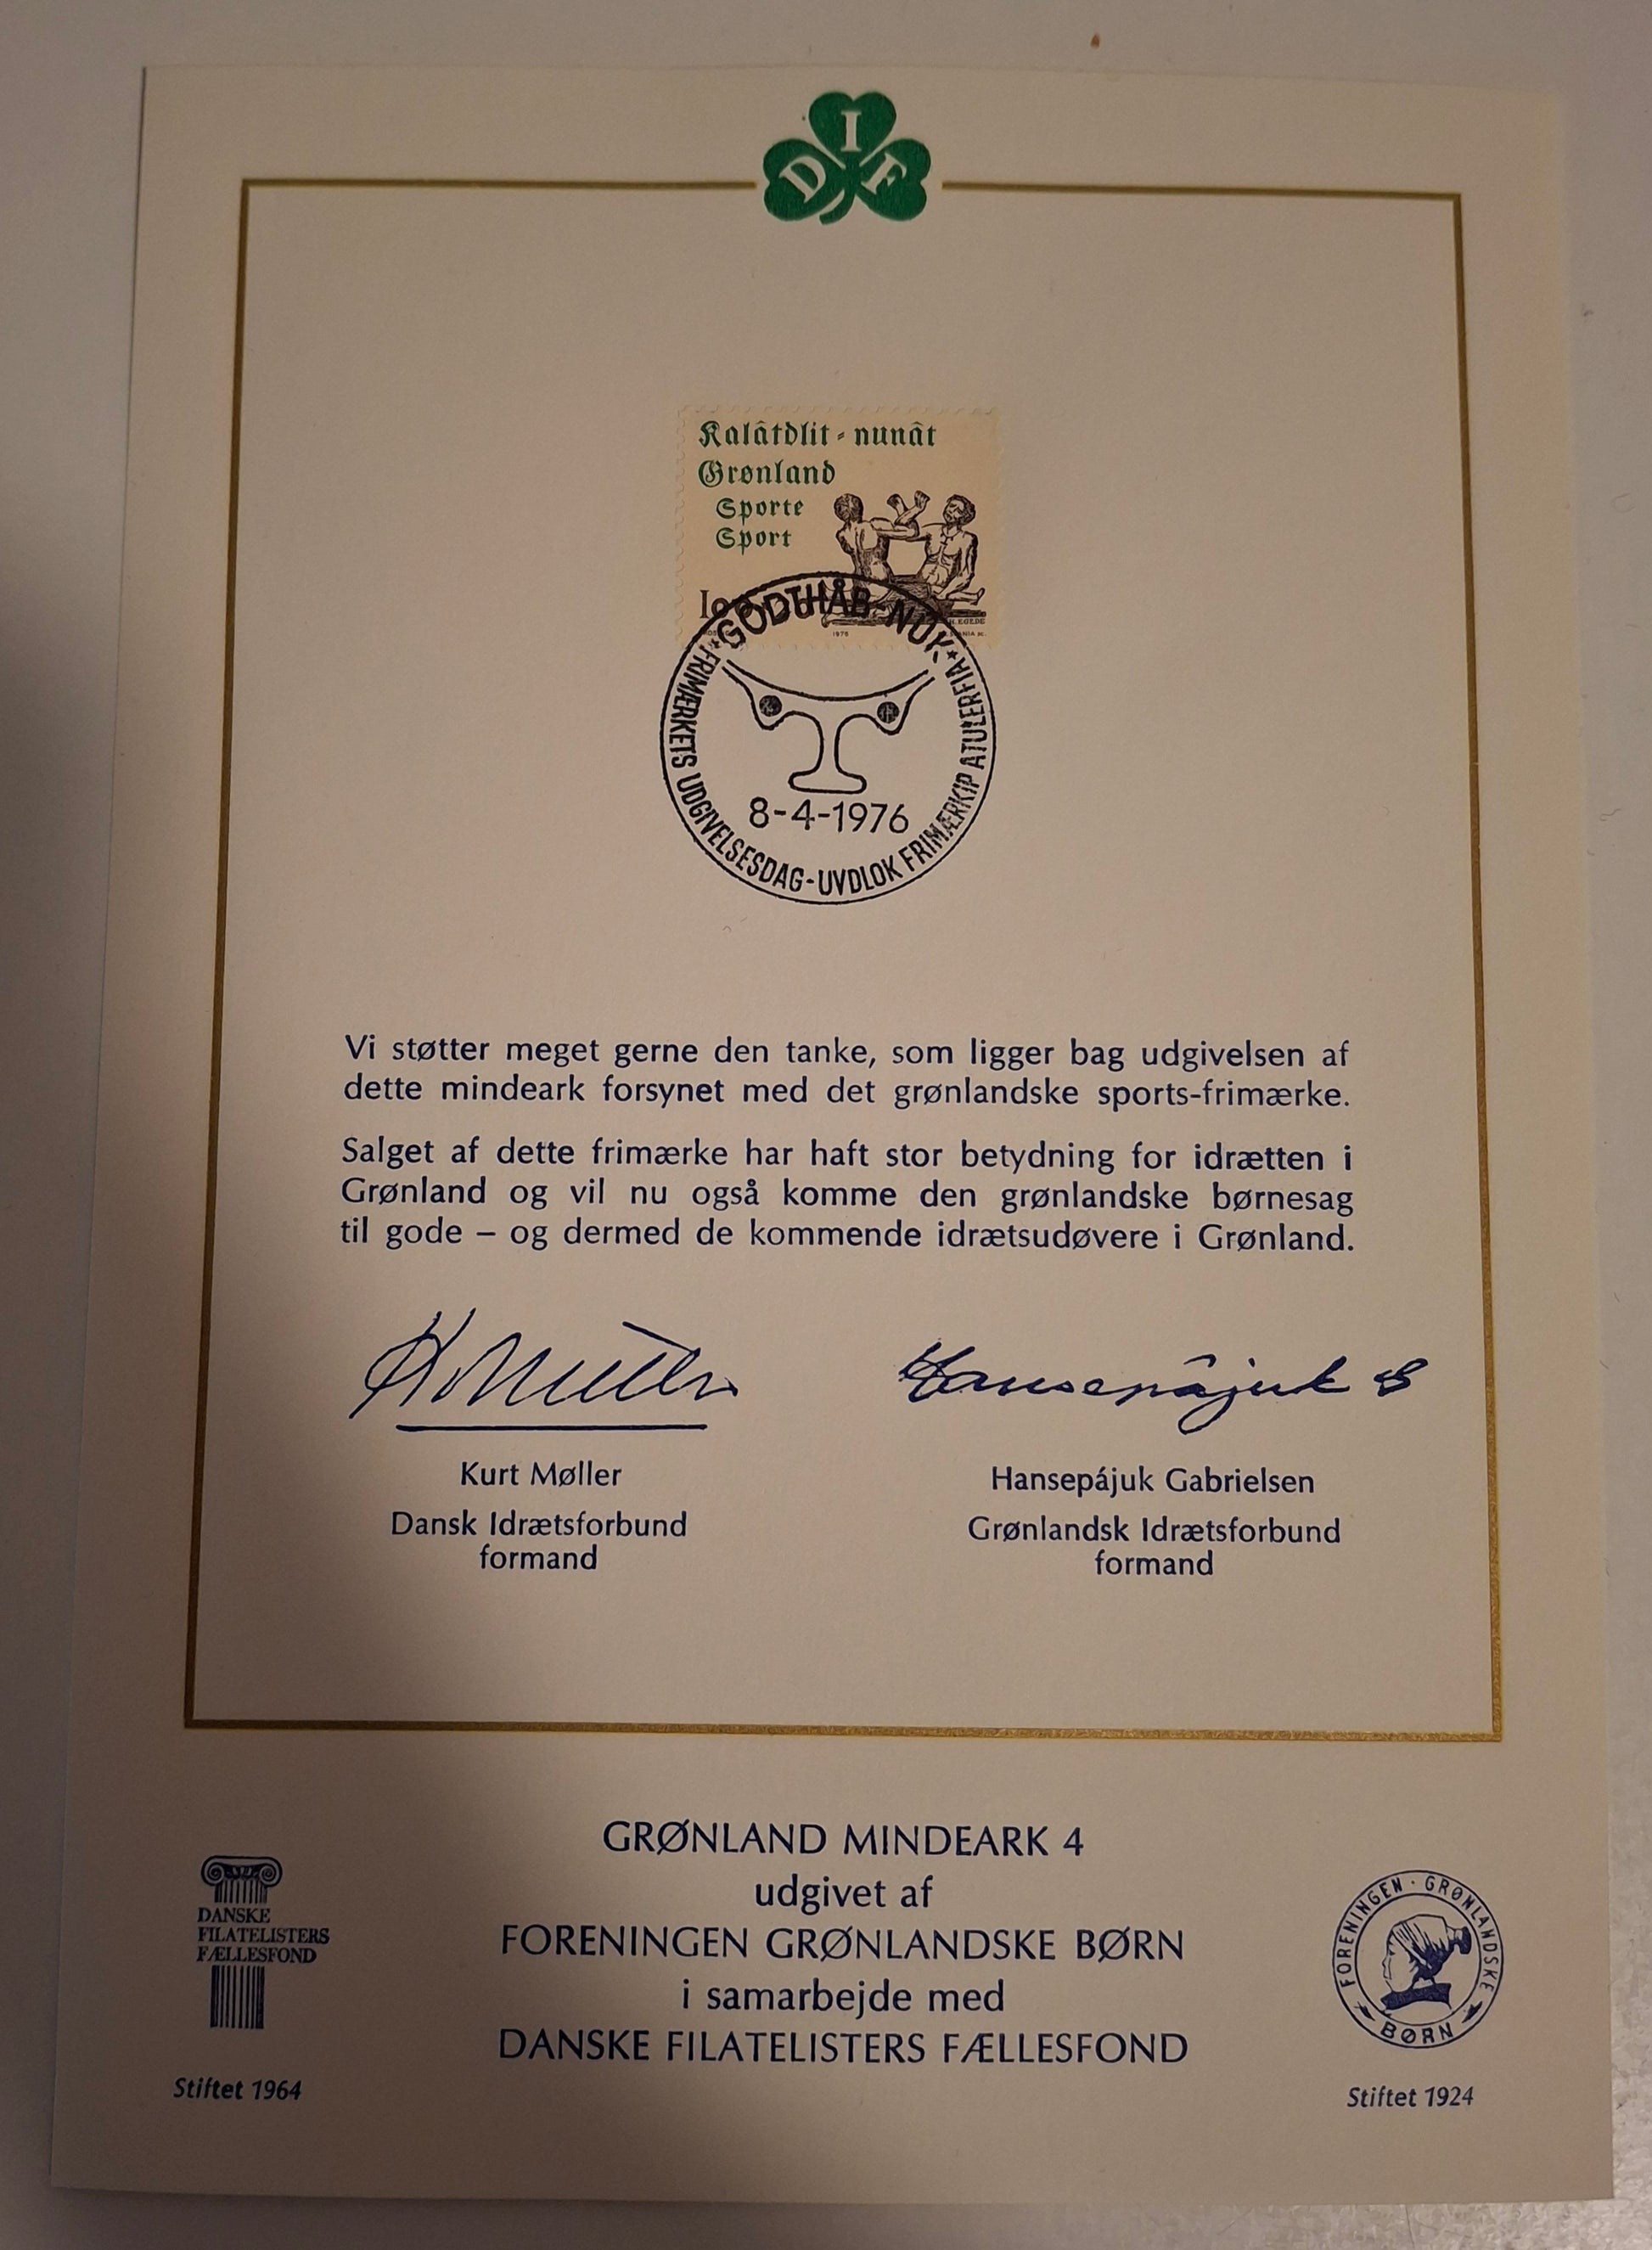 DIF
Kalâtdlit-nunât
Grønland
Sporte
Sport
1976
GODTHÅB-NÛK
FRIMÆRKETS UDGIVELSESDAG-UVDLOK FRIMÆRKIP ATULERFIA
8-4-1976
Vi støtter meget gerne den tanke, som ligger bag udgivelsen af
dette mindeark forsynet med det grønlandske sports-frimærke.
Salget af dette frimærke har haft stor betydning for idrætten i
Grønland og vil nu også komme den grønlandske børnesag
til gode – og dermed de kommende idrætsudøvere i Grønland.
K Møller
Hansepâjuk G
Kurt Møller
Dansk Idrætsforbund
formand
Hansepájuk Gabrielsen
Grønlandsk Idrætsforbund
formand
GRØNLAND MINDEARK 4
udgivet af
FORENINGEN GRØNLANDSKE BØRN
i samarbejde med
DANSKE FILATELISTERS FÆLLESFOND
DANSKE
FILATELISTERS
FÆLLESFOND
Stiftet 1964
FORENINGEN · GRØNLANDSKE
BØRN
Stiftet 1924